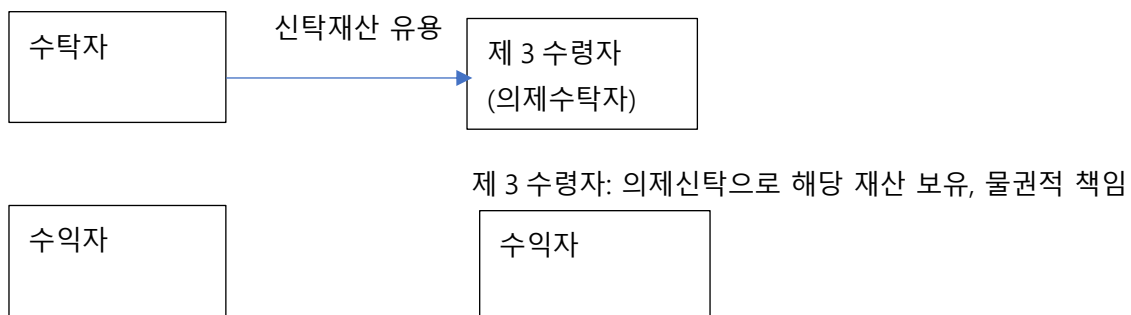 수탁자
신탁재산 유용
제 3 수령자
(의제수탁자)
제 3 수령자: 의제신탁으로 해당 재산 보유, 물권적 책임
수익자
수익자